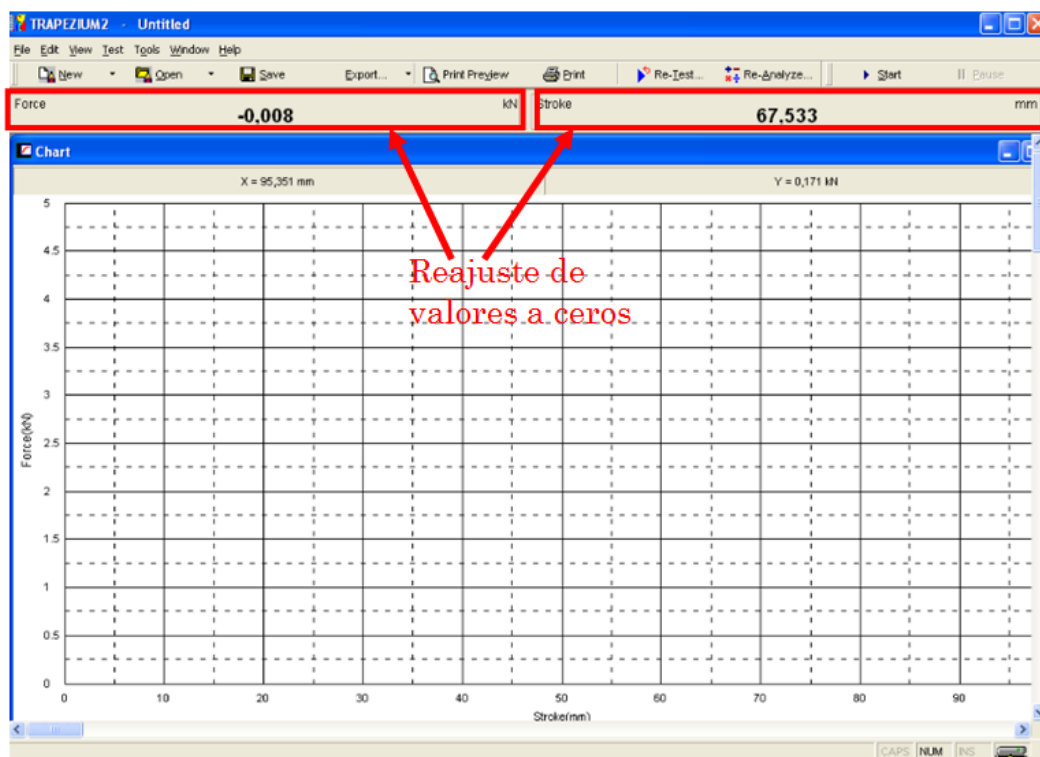 TRAPEZIUM2 - Untitled
File Edit View Test Tools Window Help
New Open Save Export... Print Preview Print Re-Test... Re-Analyze... Start Pause
Force kN Stroke mm
-0,008 67,533
Chart
X = 95,351 mm Y = 0,171 kN
5
4.5
Reajuste de
4
valores a ceros
3.5
3
2.5
2
1.5
1
0.5
0
Force(kN)
0 10 20 30 40 50 60 70 80 90
Stroke(mm)
CAPS NUM INS